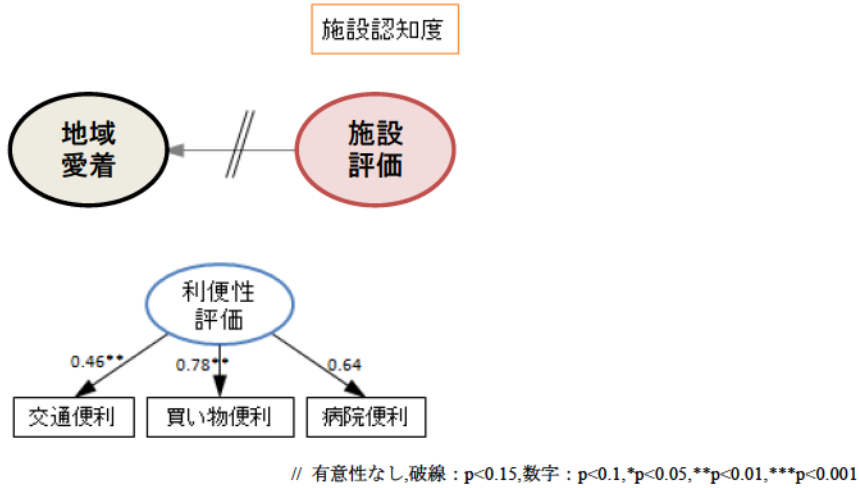 施設認知度
地域
愛着
施設
評価
利便性
評価
0.46**
0.78**
0.64
交通便利
買い物便利
病院便利
// 有意性なし,破線：p<0.15,数字：p<0.1,*p<0.05,**p<0.01,***p<0.001